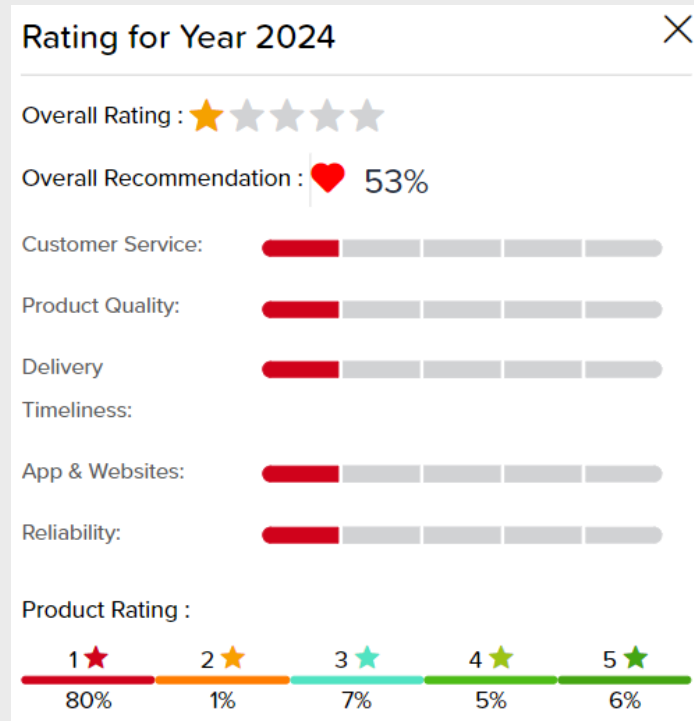 Rating for Year 2024
Overall Rating :
Overall Recommendation : 53%
Customer Service:
Product Quality:
Delivery
Timeliness:
App & Websites:
Reliability:
Product Rating :
1 2 3 4 5
80% 1% 7% 5% 6%